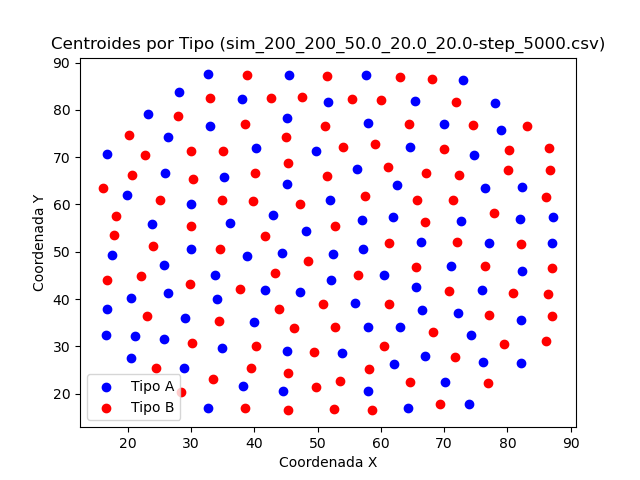 Centroides por Tipo (sim_200_200_50.0_20.0_20.0-step_5000.csv)
90
80
70
60
50
40
30
20
Coordenada Y
Tipo A
Tipo B
20 30 40 50 60 70 80 90
Coordenada X